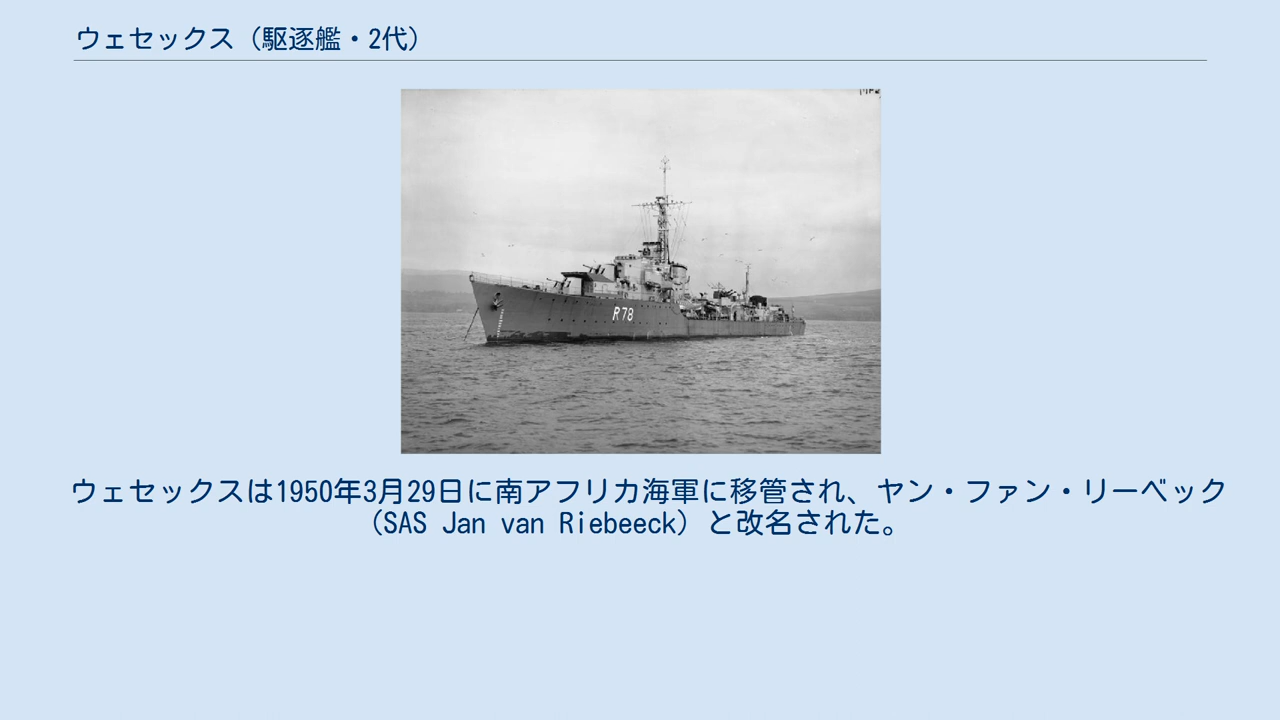 ウェセックス（駆逐艦・2代）
R78
ウェセックスは1950年3月29日に南アフリカ海軍に移管され、ヤン・ファン・リーベック
（SAS Jan van Riebeeck）と改名された。